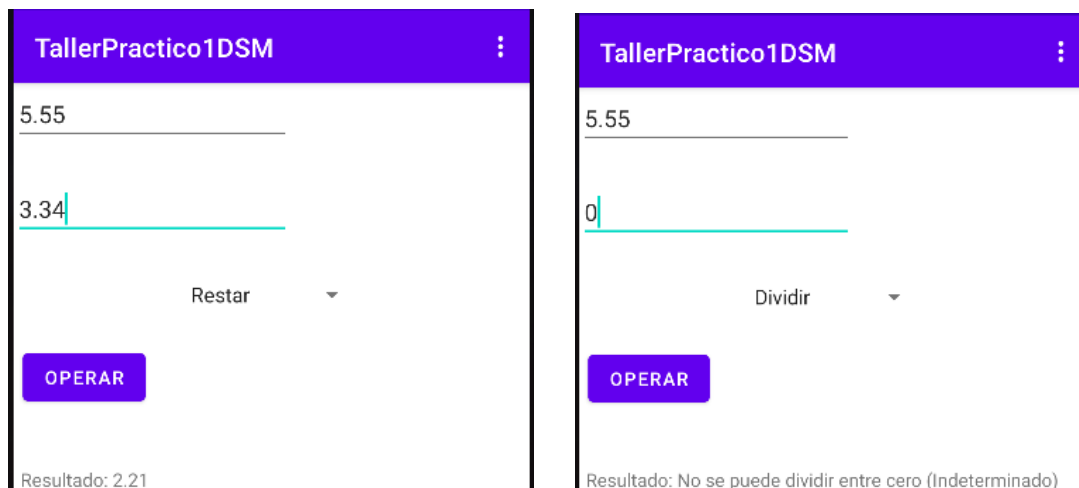 TallerPractico1DSM
5.55
3.34
Restar
OPERAR
Resultado: 2.21
TallerPractico1DSM
5.55
0
Dividir
OPERAR
Resultado: No se puede dividir entre cero (Indeterminado)